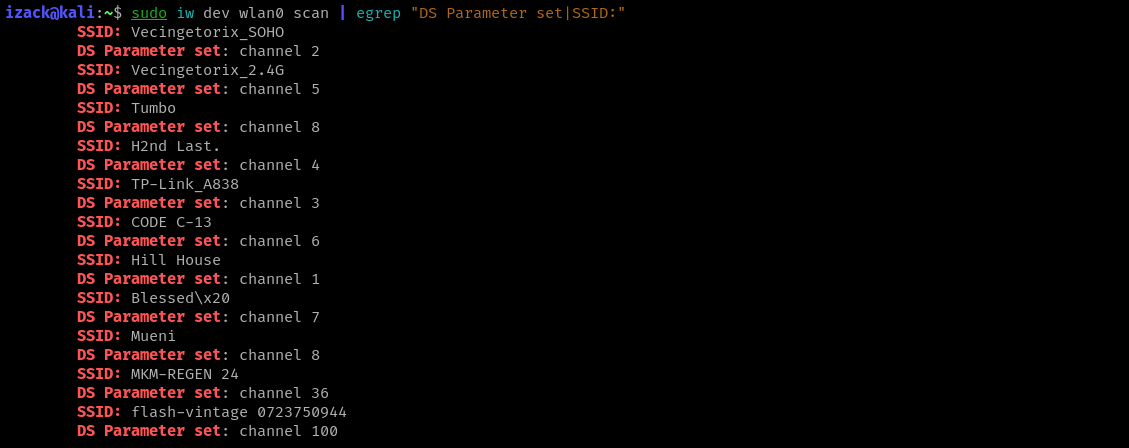 izack@kali:~$ sudo iw dev wlan0 scan | egrep "DS Parameter set|SSID:"
SSID: Vecingetorix_SOHO
DS Parameter set: channel 2
SSID: Vecingetorix_2.4G
DS Parameter set: channel 5
SSID: Tumbo
DS Parameter set: channel 8
SSID: H2nd Last.
DS Parameter set: channel 4
SSID: TP-Link_A838
DS Parameter set: channel 3
SSID: CODE C-13
DS Parameter set: channel 6
SSID: Hill House
DS Parameter set: channel 1
SSID: Blessed\x20
DS Parameter set: channel 7
SSID: Mueni
DS Parameter set: channel 8
SSID: MKM-REGEN 24
DS Parameter set: channel 36
SSID: flash-vintage 0723750944
DS Parameter set: channel 100